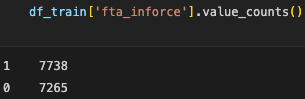 df_train['fta_inforce'].value_counts()
1 7738
0 7265